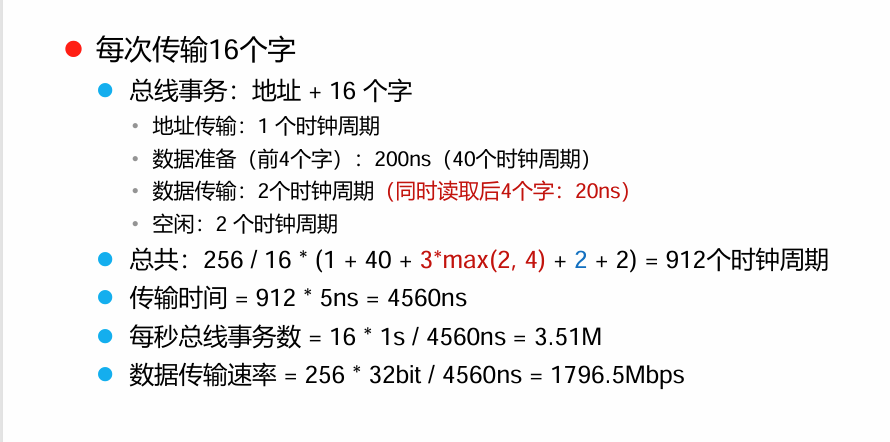 每次传输16个字
总线事务：地址 + 16 个字
地址传输：1 个时钟周期
数据准备（前4个字）：200ns（40个时钟周期）
数据传输：2个时钟周期（同时读取后4个字：20ns）
空闲：2 个时钟周期
总共：256 / 16 * (1 + 40 + 3*max(2, 4) + 2 + 2) = 912个时钟周期
传输时间 = 912 * 5ns = 4560ns
每秒总线事务数 = 16 * 1s / 4560ns = 3.51M
数据传输速率 = 256 * 32bit / 4560ns = 1796.5Mbps